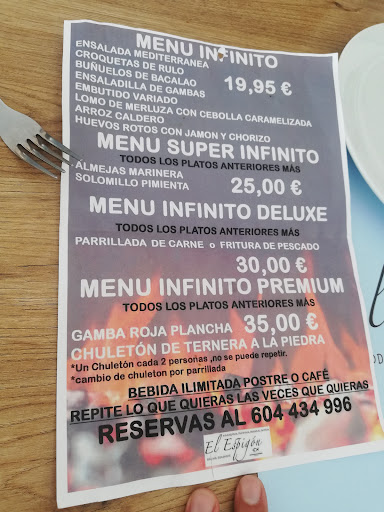 MENU INFINITO
ENSALADA MEDITERRANEA
CROQUETAS DE RULO
BUÑUELOS DE BACALAO
19,95 €
ENSALADILLA DE GAMBAS
EMBUTIDO VARIADO
LOMO DE MERLUZA CON CEBOLLA CARAMELIZADA
ARROZ CALDERO
HUEVOS ROTOS CON JAMON Y CHORIZO
MENU SUPER INFINITO
TODOS LOS PLATOS ANTERIORES MÁS
ALMEJAS MARINERA
SOLOMILLO PIMIENTA
25,00 €
MENU INFINITO DELUXE
TODOS LOS PLATOS ANTERIORES MÁS
PARRILLADA DE CARNE o FRITURA DE PESCADO
30,00 €
MENU INFINITO PREMIUM
TODOS LOS PLATOS ANTERIORES MÁS
GAMBA ROJA PLANCHA 35,00 €
CHULETÓN DE TERNERA A LA PIEDRA
*Un Chuletón cada 2 personas ,no se puede repetir.
*cambio de chuleton por parrillada
BEBIDA ILIMITADA POSTRE O CAFÉ
REPITE LO QUE QUIERAS LAS VECES QUE QUIERAS
RESERVAS AL 604 434 996
El Espigón